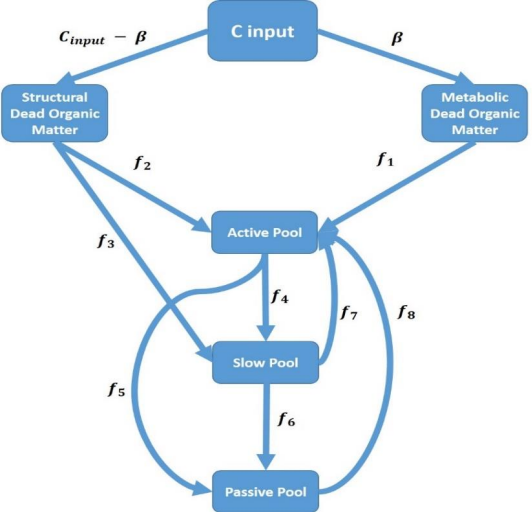 C input
C_input − β
β
Structural
Dead Organic
Matter
Metabolic
Dead Organic
Matter
f₂
f₁
Active Pool
f₃
f₄
f₇
f₈
Slow Pool
f₅
f₆
Passive Pool